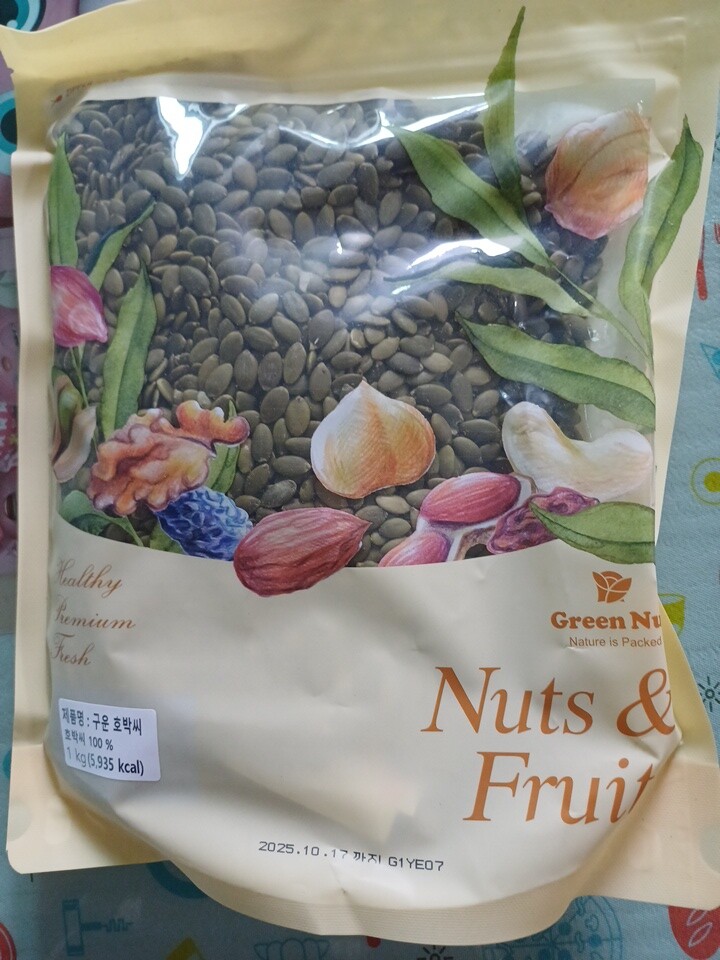 Healthy
Premium
Fresh
Green Nu
Nature is Packed
Nuts &
Fruit
제품명 : 구운 호박씨
호박씨 100 %
1 kg(5,935 kcal)
2025.10.17 까지 G1YE07